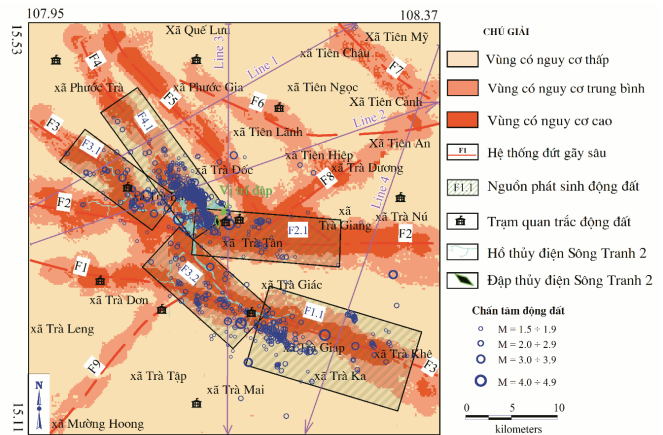 107.95
108.37
15.53
15.11
Xã Quế Lưu
Xã Tiên Mỹ
xã Tiên Châu
xã Phước Trà
xã Phước Gia
xã Tiên Ngọc
Xã Tiên Cảnh
xã Tiên Lãnh
xã Tiên An
xã Tiên Hiệp
xã Trà Dương
xã Trà Đốc
Vị trí đập
xã
Trà Giang
xã Trà Nú
xã Trà Tân
xã Trà Giác
xã Trà Dơn
xã Trà Leng
xã Trà Giáp
xã Trà Khê
xã Trà Ka
xã Trà Tập
xã Trà Mai
xã Mường Hoong
Line 3
Line 1
Line 2
Line 4
F4
F5
F6
F7
F3
F4.1
F3.1
F8
F2
F2.1
F2
F1
F3.2
F1.1
F9
F3
N
CHÚ GIẢI
Vùng có nguy cơ thấp
Vùng có nguy cơ trung bình
Vùng có nguy cơ cao
F1 Hệ thống đứt gãy sâu
F1.1 Nguồn phát sinh động đất
Trạm quan trắc động đất
Hồ thủy điện Sông Tranh 2
Đập thủy điện Sông Tranh 2
Chấn tâm động đất
M = 1.5 ÷ 1.9
M = 2.0 ÷ 2.9
M = 3.0 ÷ 3.9
M = 4.0 ÷ 4.9
0 5 10
kilometers